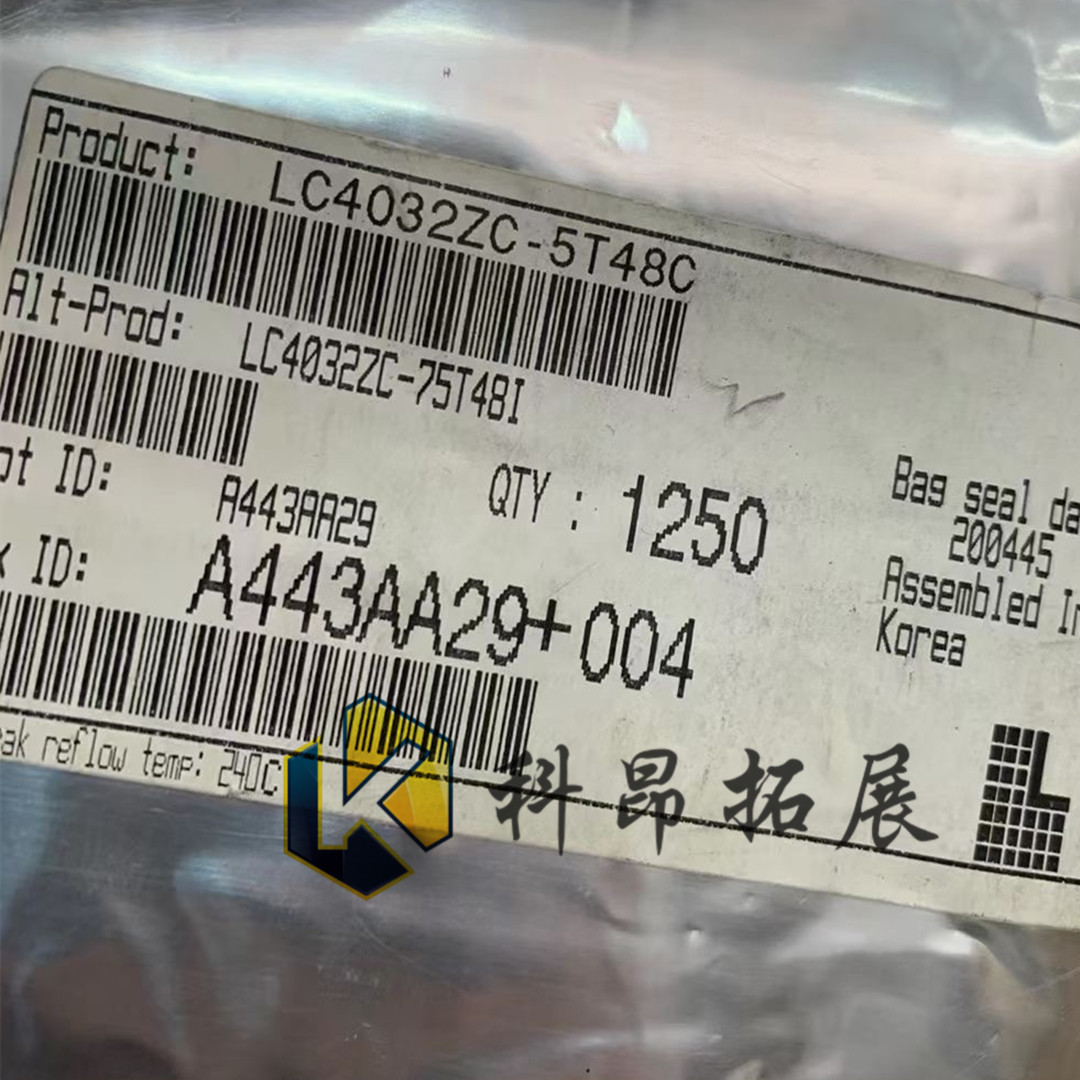 Product: LC4032ZC-5T48C
Alt-Prod: LC4032ZC-75T48I
ot ID: A443AA29 QTY : 1250
ID: A443AA29+004
Bag seal da
200445
Assembled In
Korea
ak reflow temp: 240C
科昂拓展